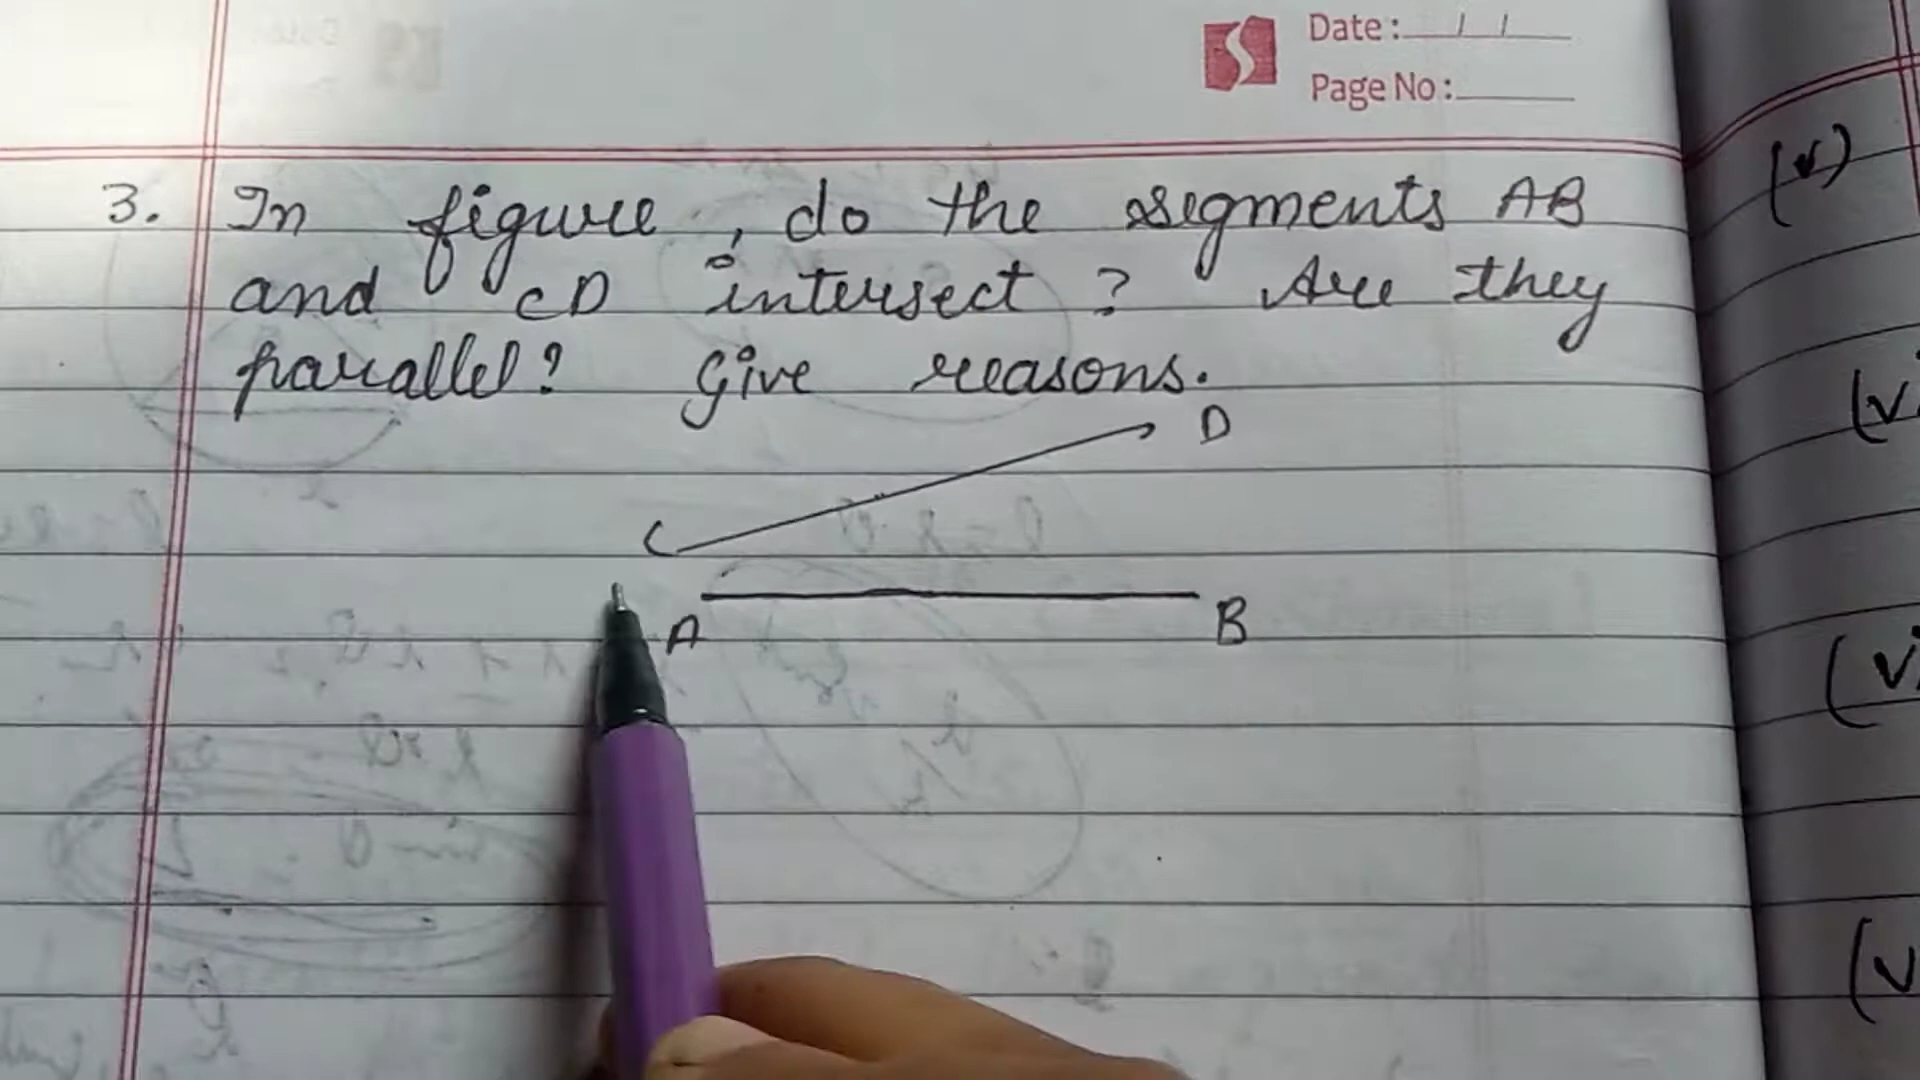 Date: / /
Page No:
3. In figure, do the segments AB
and CD intersect? Are they
parallel? Give reasons.
D
C
A
B
(v)